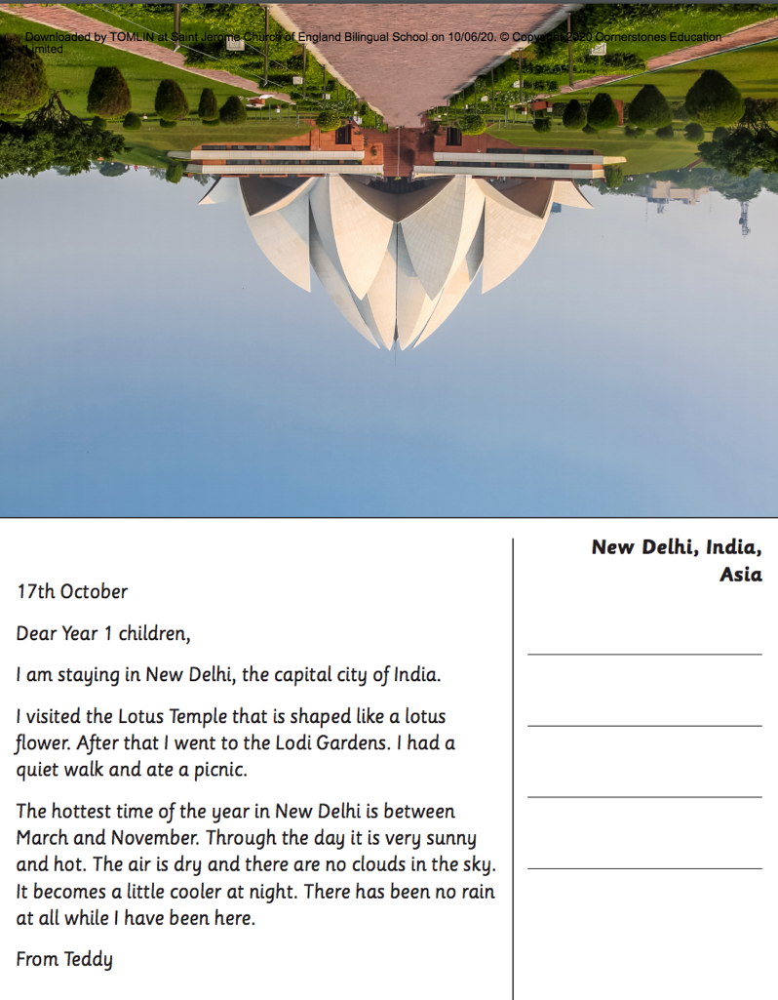 Downloaded by TOMLIN at Saint Jerome Church of England Bilingual School on 10/06/20. © Copyright 2020 Cornerstones Education
Limited
New Delhi, India,
Asia
17th October
Dear Year 1 children,
I am staying in New Delhi, the capital city of India.
I visited the Lotus Temple that is shaped like a lotus
flower. After that I went to the Lodi Gardens. I had a
quiet walk and ate a picnic.
The hottest time of the year in New Delhi is between
March and November. Through the day it is very sunny
and hot. The air is dry and there are no clouds in the sky.
It becomes a little cooler at night. There has been no rain
at all while I have been here.
From Teddy